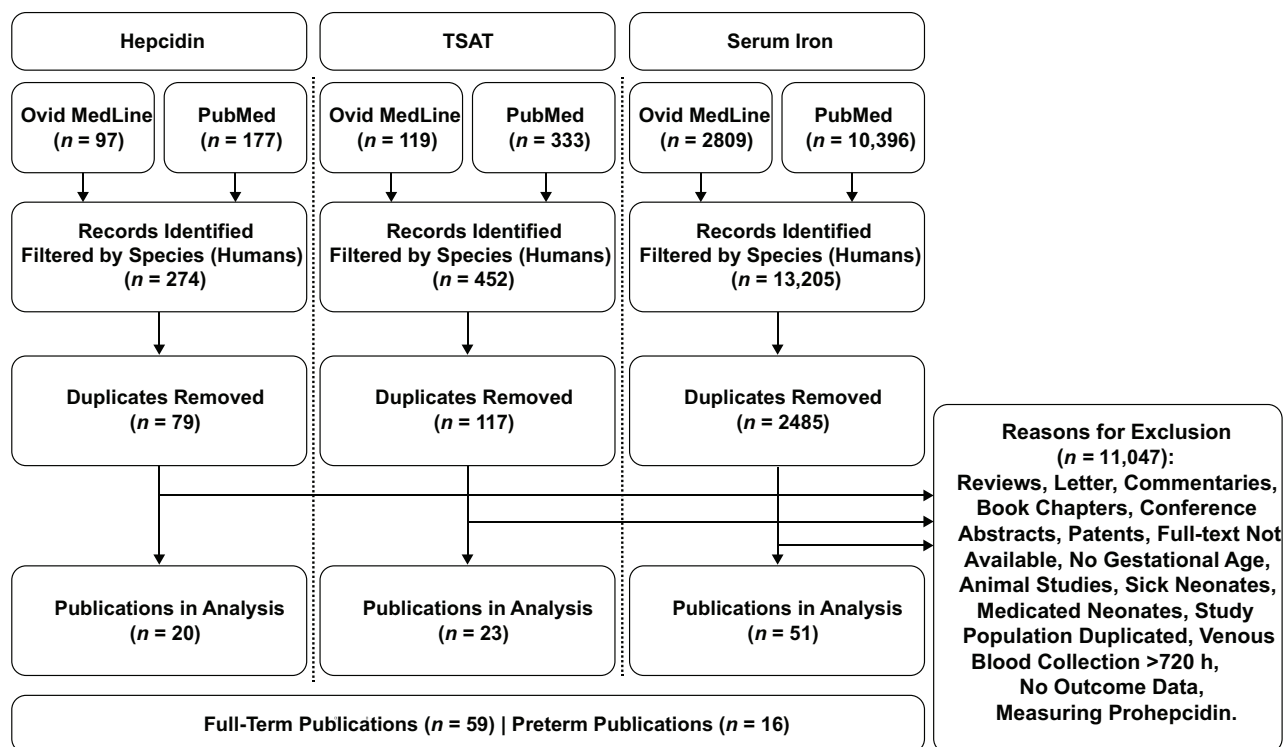 Hepcidin
TSAT
Serum Iron
Ovid MedLine
(n = 97)
PubMed
(n = 177)
Ovid MedLine
(n = 119)
PubMed
(n = 333)
Ovid MedLine
(n = 2809)
PubMed
(n = 10,396)
Records Identified
Filtered by Species (Humans)
(n = 274)
Records Identified
Filtered by Species (Humans)
(n = 452)
Records Identified
Filtered by Species (Humans)
(n = 13,205)
Duplicates Removed
(n = 79)
Duplicates Removed
(n = 117)
Duplicates Removed
(n = 2485)
Reasons for Exclusion
(n = 11,047):
Reviews, Letter, Commentaries,
Book Chapters, Conference
Abstracts, Patents, Full-text Not
Available, No Gestational Age,
Animal Studies, Sick Neonates,
Medicated Neonates, Study
Population Duplicated, Venous
Blood Collection >720 h,
No Outcome Data,
Measuring Prohepcidin.
Publications in Analysis
(n = 20)
Publications in Analysis
(n = 23)
Publications in Analysis
(n = 51)
Full-Term Publications (n = 59) | Preterm Publications (n = 16)